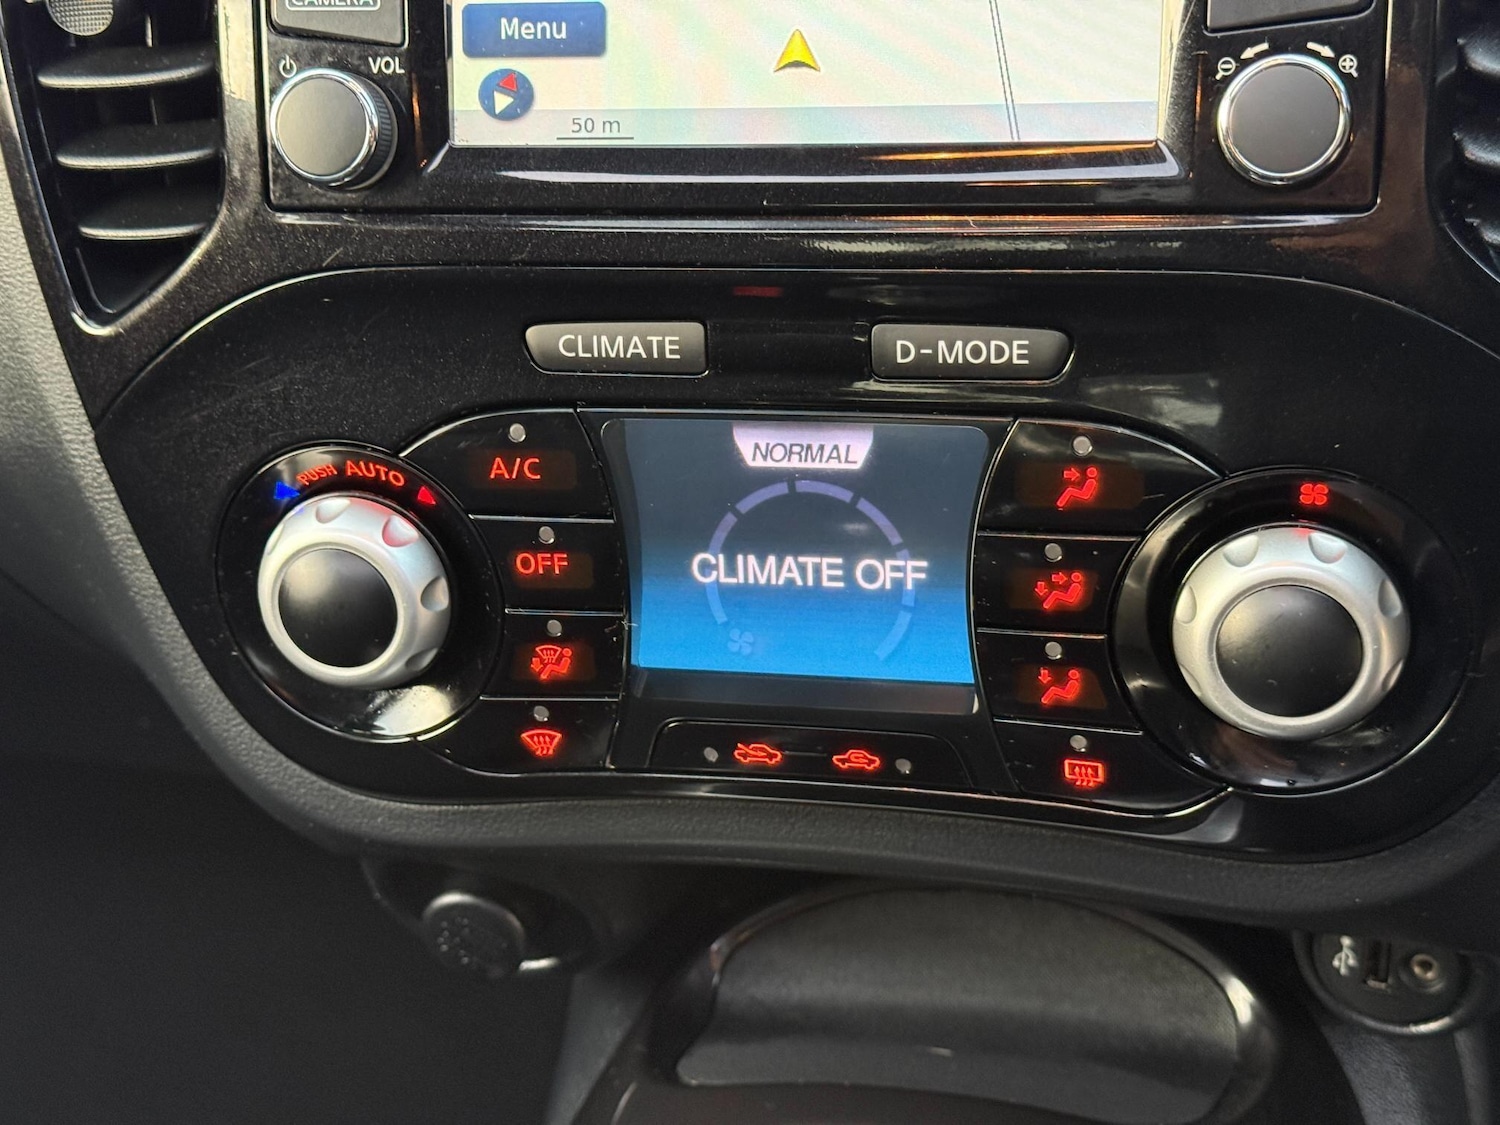 CAMERA
VOL
Menu
50 m
CLIMATE
D-MODE
PUSH AUTO
A/C
NORMAL
OFF
CLIMATE OFF